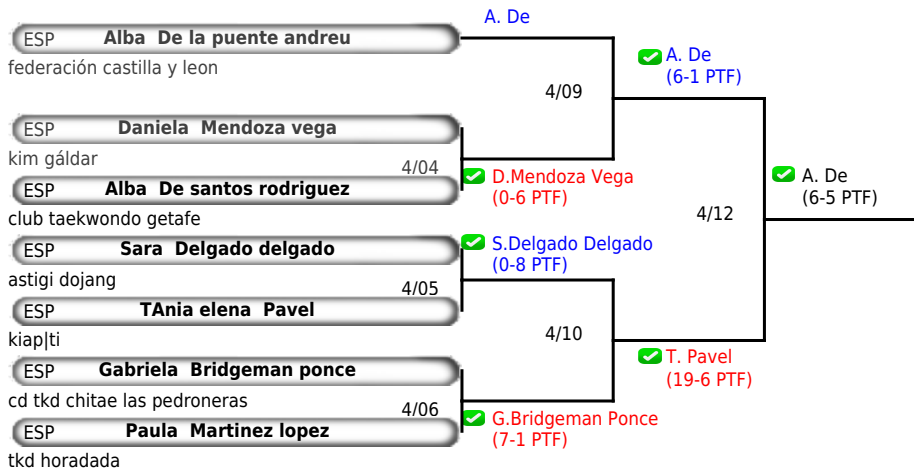 A. De
ESP Alba De la puente andreu
federación castilla y leon
A. De
(6-1 PTF)
4/09
ESP Daniela Mendoza vega
kim gáldar
4/04
D.Mendoza Vega
(0-6 PTF)
A. De
(6-5 PTF)
ESP Alba De santos rodriguez
club taekwondo getafe
4/12
ESP Sara Delgado delgado
S.Delgado Delgado
(0-8 PTF)
astigi dojang
4/05
ESP TAnia elena Pavel
kiap|ti
4/10
T. Pavel
(19-6 PTF)
ESP Gabriela Bridgeman ponce
cd tkd chitae las pedroneras
4/06
G.Bridgeman Ponce
(7-1 PTF)
ESP Paula Martinez lopez
tkd horadada